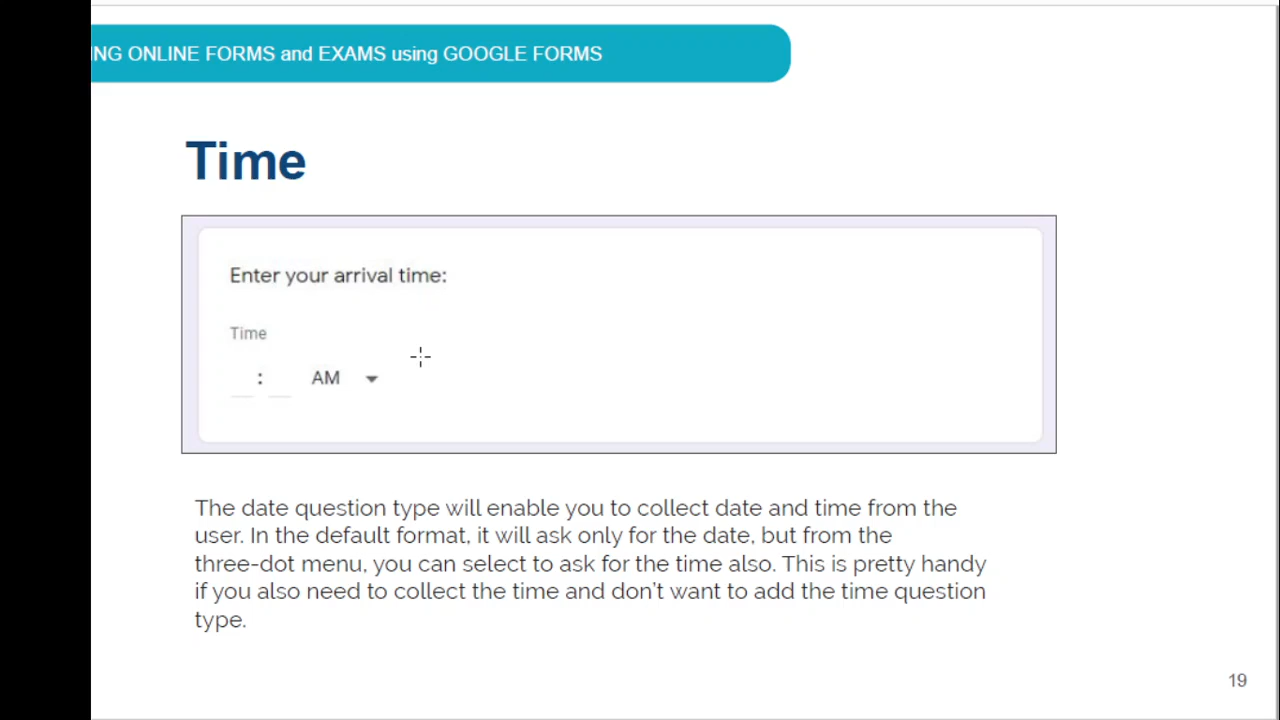 ING ONLINE FORMS and EXAMS using GOOGLE FORMS
Time
Enter your arrival time:
Time
: AM
The date question type will enable you to collect date and time from the
user. In the default format, it will ask only for the date, but from the
three-dot menu, you can select to ask for the time also. This is pretty handy
if you also need to collect the time and don’t want to add the time question
type.
19